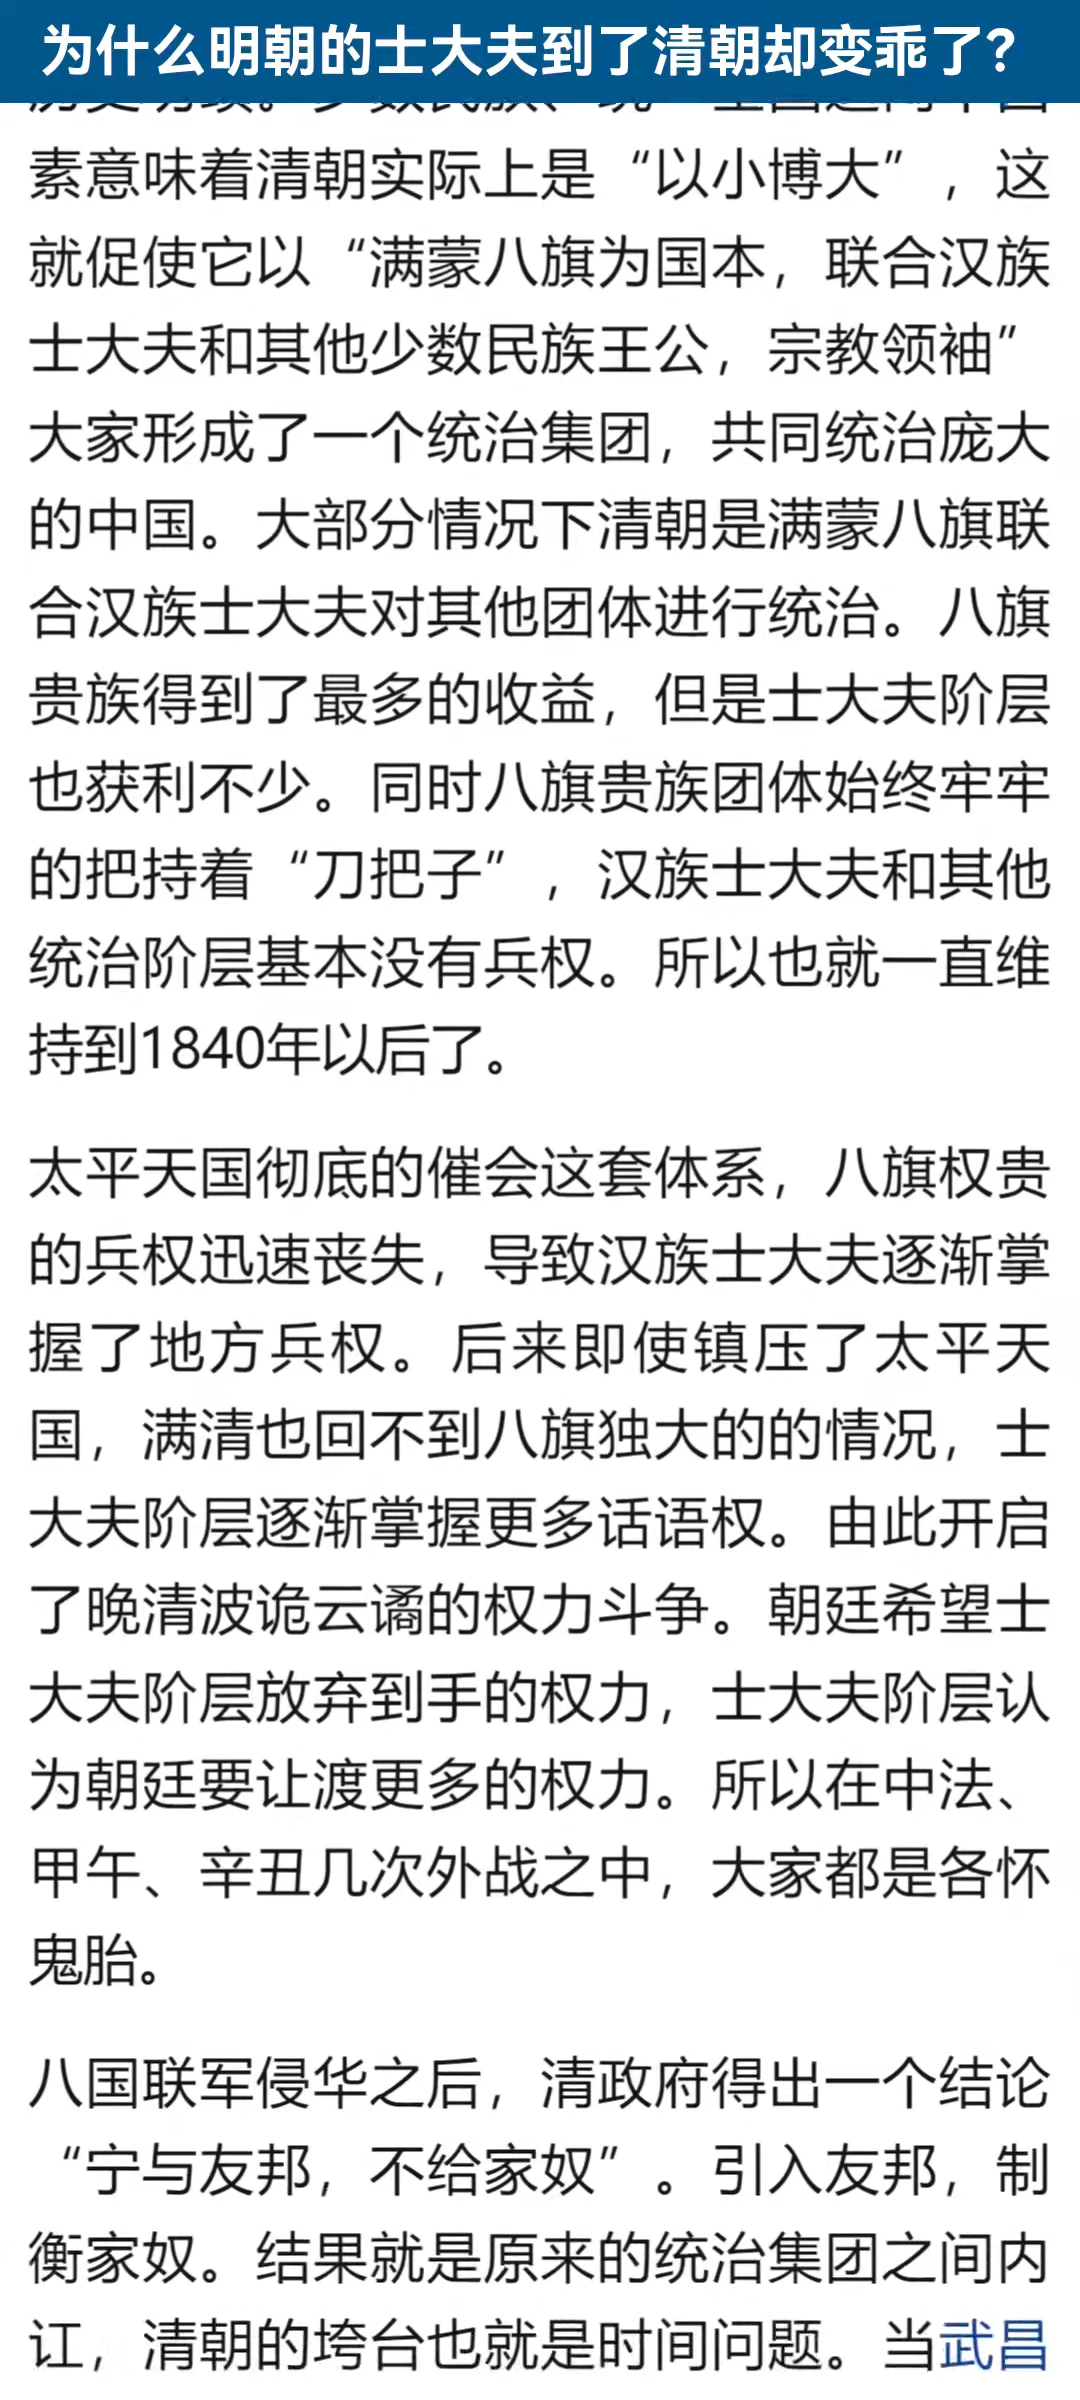 为什么明朝的士大夫到了清朝却变乖了？
素意味着清朝实际上是“以小博大”，这
就促使它以“满蒙八旗为国本，联合汉族
士大夫和其他少数民族王公，宗教领袖”
大家形成了一个统治集团，共同统治庞大
的中国。大部分情况下清朝是满蒙八旗联
合汉族士大夫对其他团体进行统治。八旗
贵族得到了最多的收益，但是士大夫阶层
也获利不少。同时八旗贵族团体始终牢牢
的把持着“刀把子”，汉族士大夫和其他
统治阶层基本没有兵权。所以也就一直维
持到1840年以后了。
太平天国彻底的催会这套体系，八旗权贵
的兵权迅速丧失，导致汉族士大夫逐渐掌
握了地方兵权。后来即使镇压了太平天
国，满清也回不到八旗独大的的情况，士
大夫阶层逐渐掌握更多话语权。由此开启
了晚清波诡云谲的权力斗争。朝廷希望士
大夫阶层放弃到手的权力，士大夫阶层认
为朝廷要让渡更多的权力。所以在中法、
甲午、辛丑几次外战之中，大家都是各怀
鬼胎。
八国联军侵华之后，清政府得出一个结论
“宁与友邦，不给家奴”。引入友邦，制
衡家奴。结果就是原来的统治集团之间内
讧，清朝的垮台也就是时间问题。当武昌